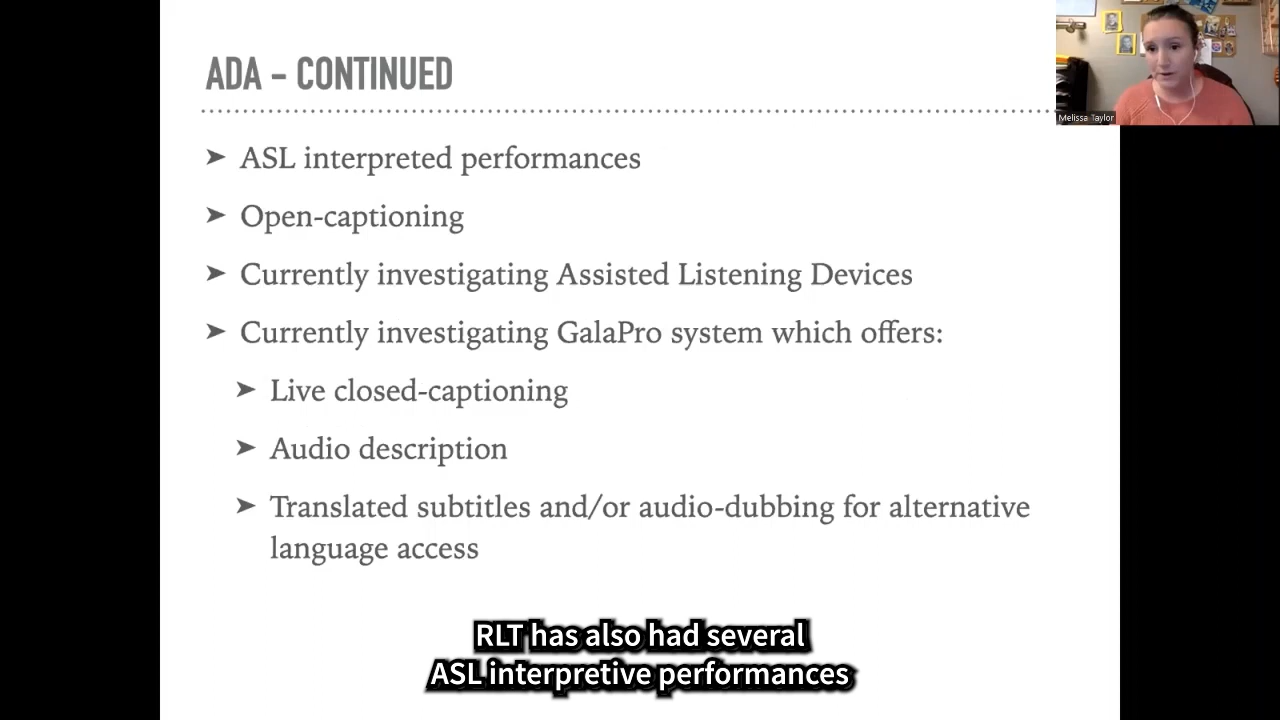 ADA - CONTINUED
Melissa Taylor
➤ ASL interpreted performances
➤ Open-captioning
➤ Currently investigating Assisted Listening Devices
➤ Currently investigating GalaPro system which offers:
➤ Live closed-captioning
➤ Audio description
➤ Translated subtitles and/or audio-dubbing for alternative
language access
RLT has also had several
ASL interpretive performances